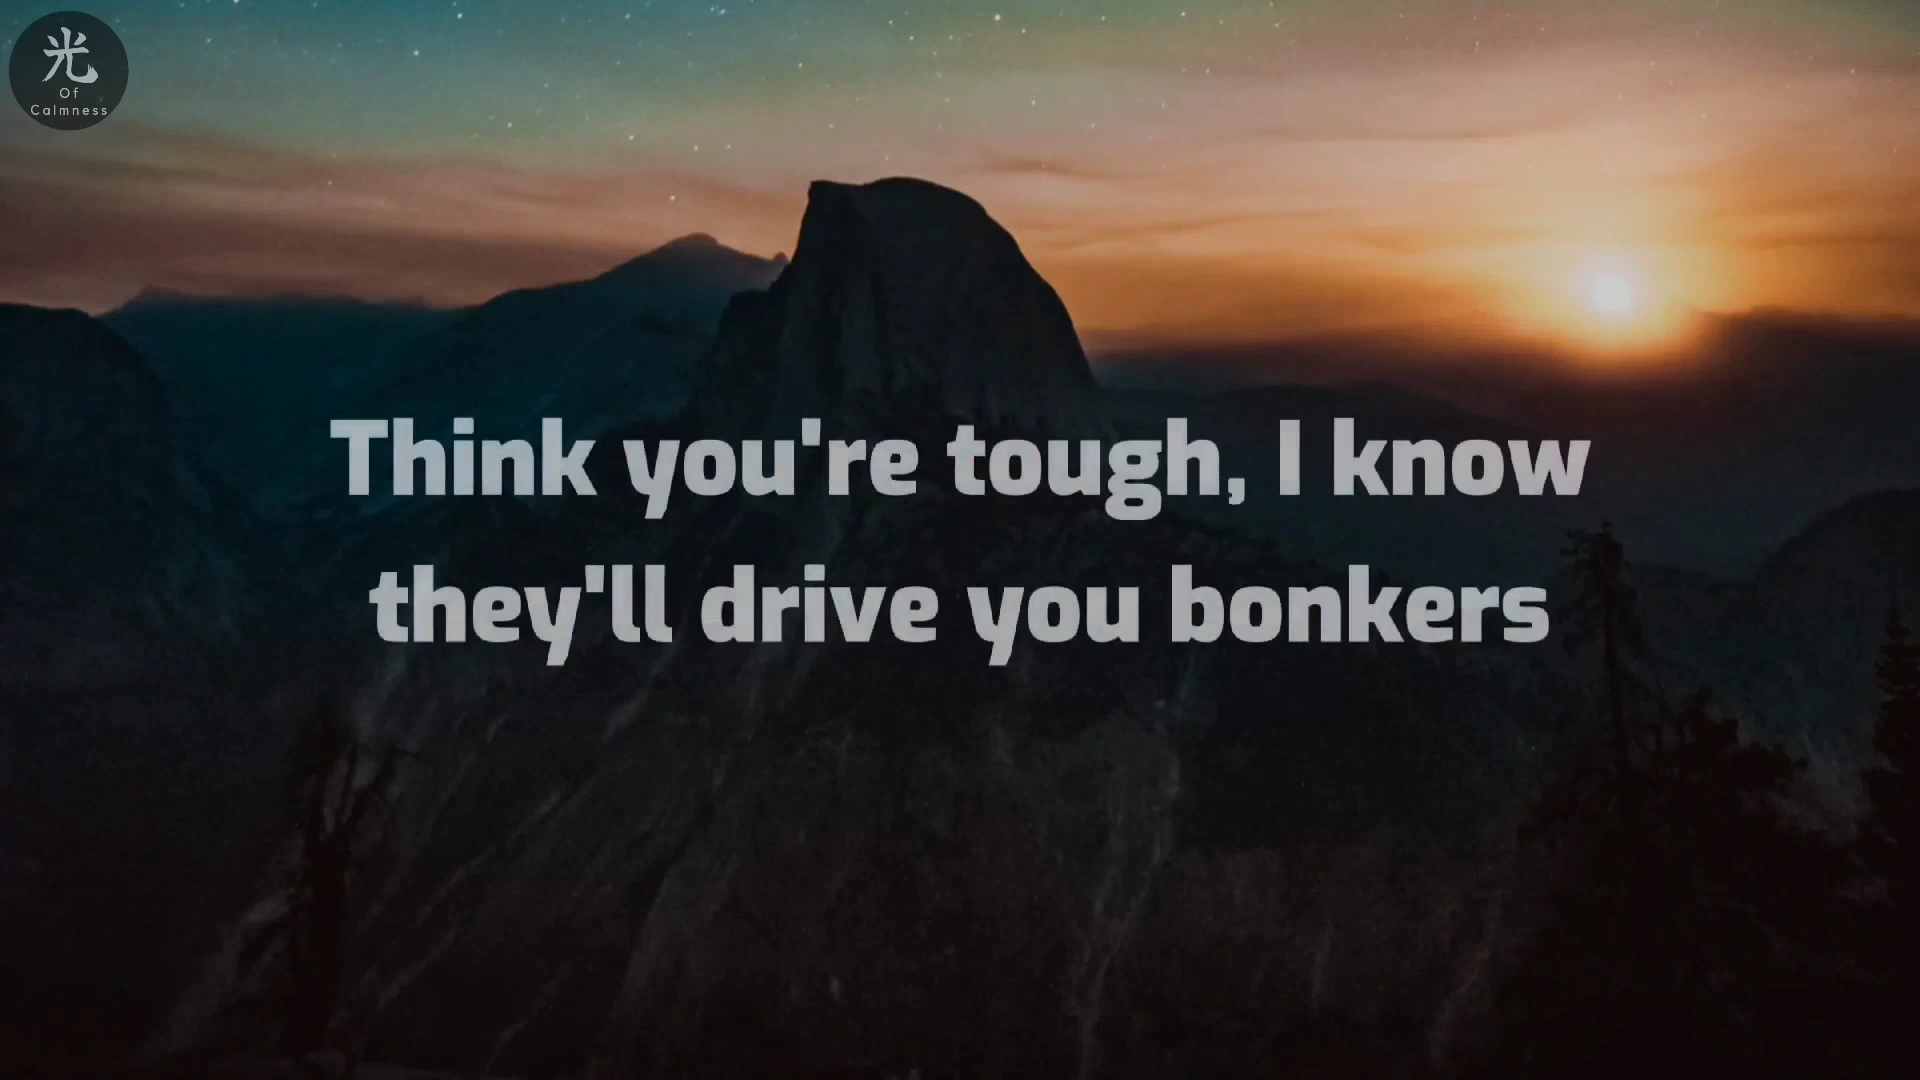 光
Of
Calmness
Think you're tough, I know
they'll drive you bonkers